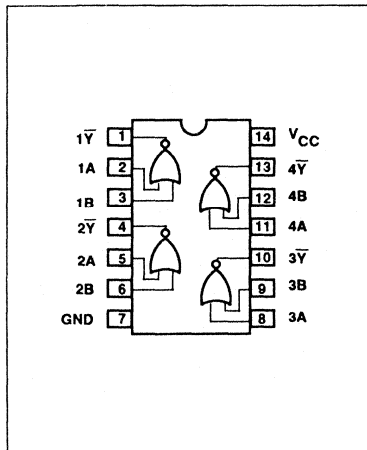 1Y̅ 1 14 VCC
1A 2 13 4Y̅
1B 3 12 4B
2Y̅ 4 11 4A
2A 5 10 3Y̅
2B 6 9 3B
GND 7 8 3A